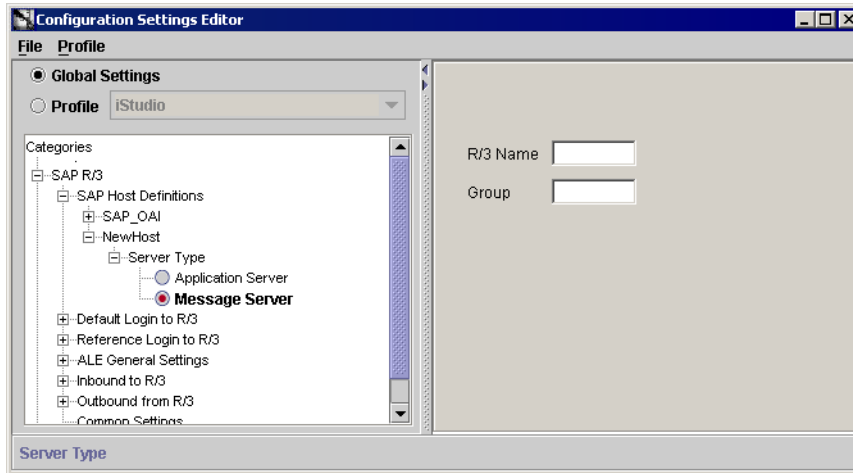 Configuration Settings Editor
File Profile
Global Settings
Profile iStudio
Categories
SAP R/3
SAP Host Definitions
SAP_OAI
NewHost
Server Type
Application Server
Message Server
Default Login to R/3
Reference Login to R/3
ALE General Settings
Inbound to R/3
Outbound from R/3
Common Settings
R/3 Name
Group
Server Type